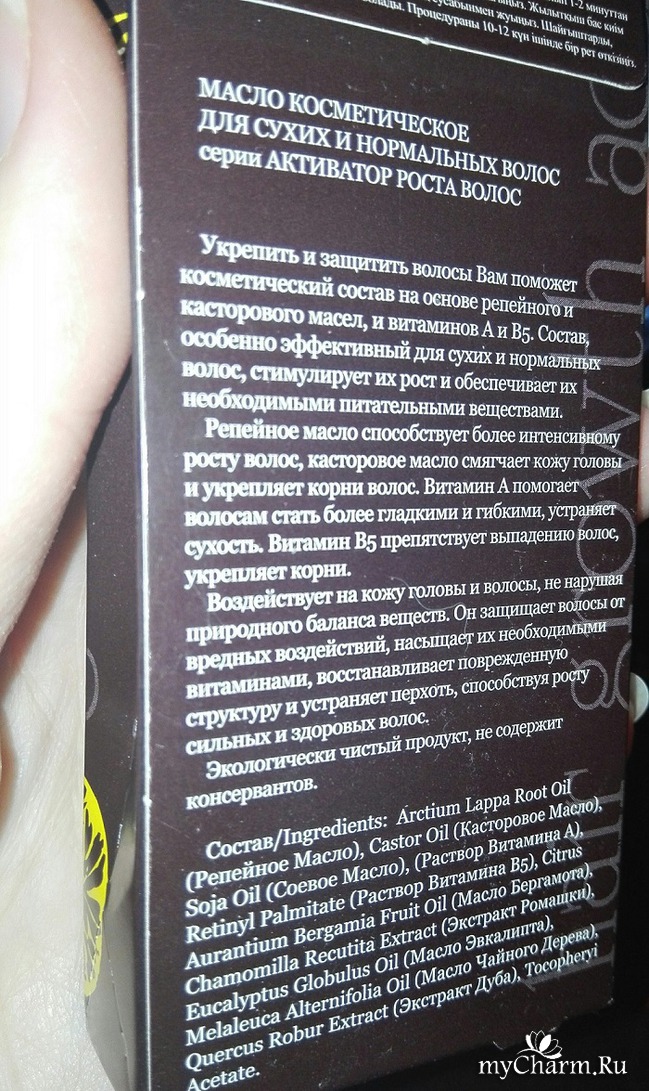 1-2 минуттан
жуыңыз. Жылытқыш бас киім
Шайғыштарды,
Процедураны 10-12 күн ішінде бір рет өткізіңіз.
МАСЛО КОСМЕТИЧЕСКОЕ
ДЛЯ СУХИХ И НОРМАЛЬНЫХ ВОЛОС
серии АКТИВАТОР РОСТА ВОЛОС
Укрепить и защитить волосы Вам поможет
косметический состав на основе репейного и
касторового масел, и витаминов А и В5. Состав,
особенно эффективный для сухих и нормальных
волос, стимулирует их рост и обеспечивает их
необходимыми питательными веществами.
Репейное масло способствует более интенсивному
росту волос, касторовое масло смягчает кожу головы
и укрепляет корни волос. Витамин А помогает
волосам стать более гладкими и гибкими, устраняет
сухость. Витамин В5 препятствует выпадению волос,
укрепляет корни.
Воздействует на кожу головы и волосы, не нарушая
природного баланса веществ. Он защищает волосы от
вредных воздействий, насыщает их необходимыми
витаминами, восстанавливает поврежденную
структуру и устраняет перхоть, способствуя росту
сильных и здоровых волос.
Экологически чистый продукт, не содержит
консервантов.
Состав/Ingredients: Arctium Lappa Root Oil
(Репейное Масло), Castor Oil (Касторовое Масло),
Soja Oil (Соевое Масло), (Раствор Витамина А),
Retinyl Palmitate (Раствор Витамина В5), Citrus
Aurantium Bergamia Fruit Oil (Масло Бергамота),
Chamomilla Recutita Extract (Экстракт Ромашки),
Eucalyptus Globulus Oil (Масло Эвкалипта),
Melaleuca Alternifolia Oil (Масло Чайного Дерева),
Quercus Robur Extract (Экстракт Дуба), Tocopheryi
Acetate.
hair growth ac
myCharm.Ru